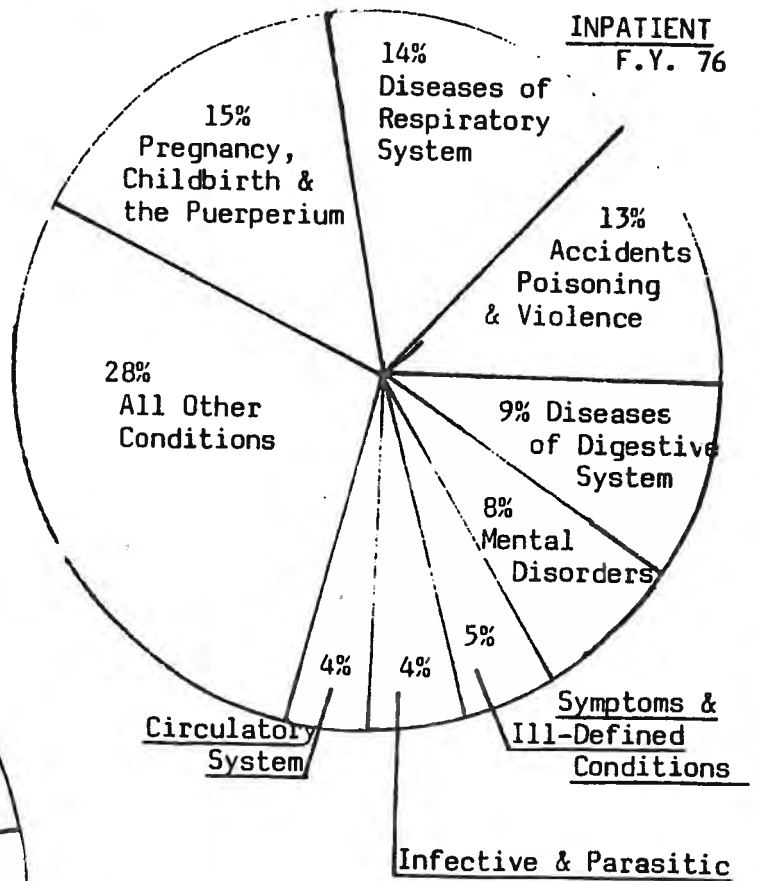 INPATIENT
F.Y. 76
14%
Diseases of
Respiratory
System
15%
Pregnancy,
Childbirth &
the Puerperium
13%
Accidents
Poisoning
& Violence
28%
All Other
Conditions
9% Diseases
of Digestive
System
8%
Mental
Disorders
5%
4%
4%
Symptoms &
Ill-Defined
Conditions
Circulatory
System
Infective & Parasitic